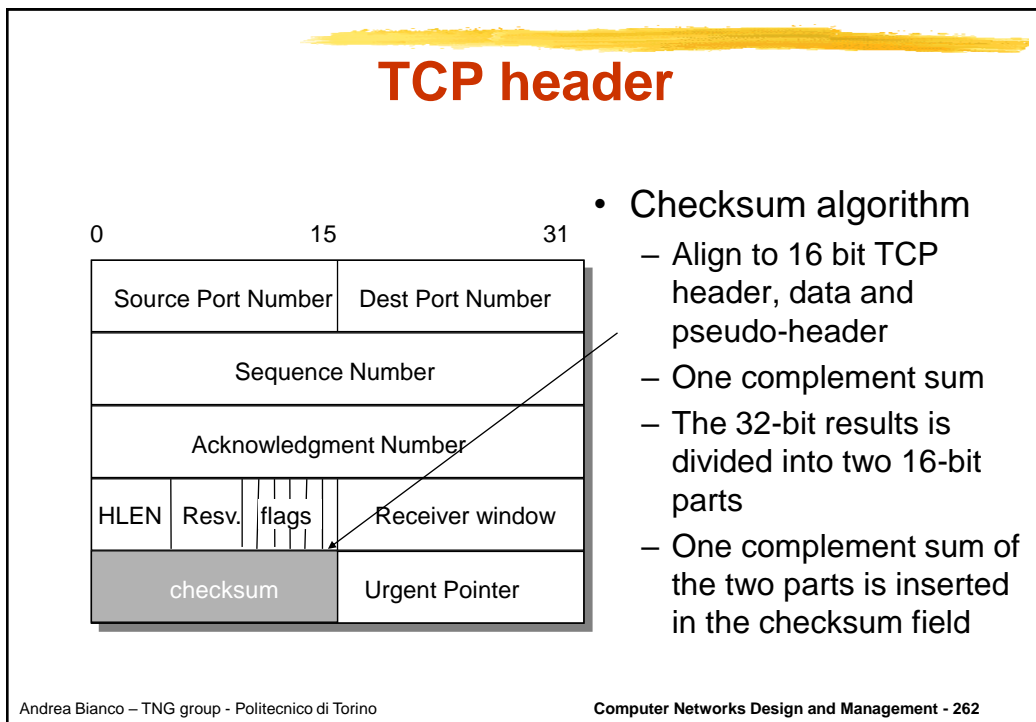 TCP header
0 15 31
Source Port Number Dest Port Number
Sequence Number
Acknowledgment Number
HLEN Resv. flags Receiver window
checksum Urgent Pointer
• Checksum algorithm
– Align to 16 bit TCP
header, data and
pseudo-header
– One complement sum
– The 32-bit results is
divided into two 16-bit
parts
– One complement sum of
the two parts is inserted
in the checksum field
Andrea Bianco – TNG group - Politecnico di Torino
Computer Networks Design and Management - 262